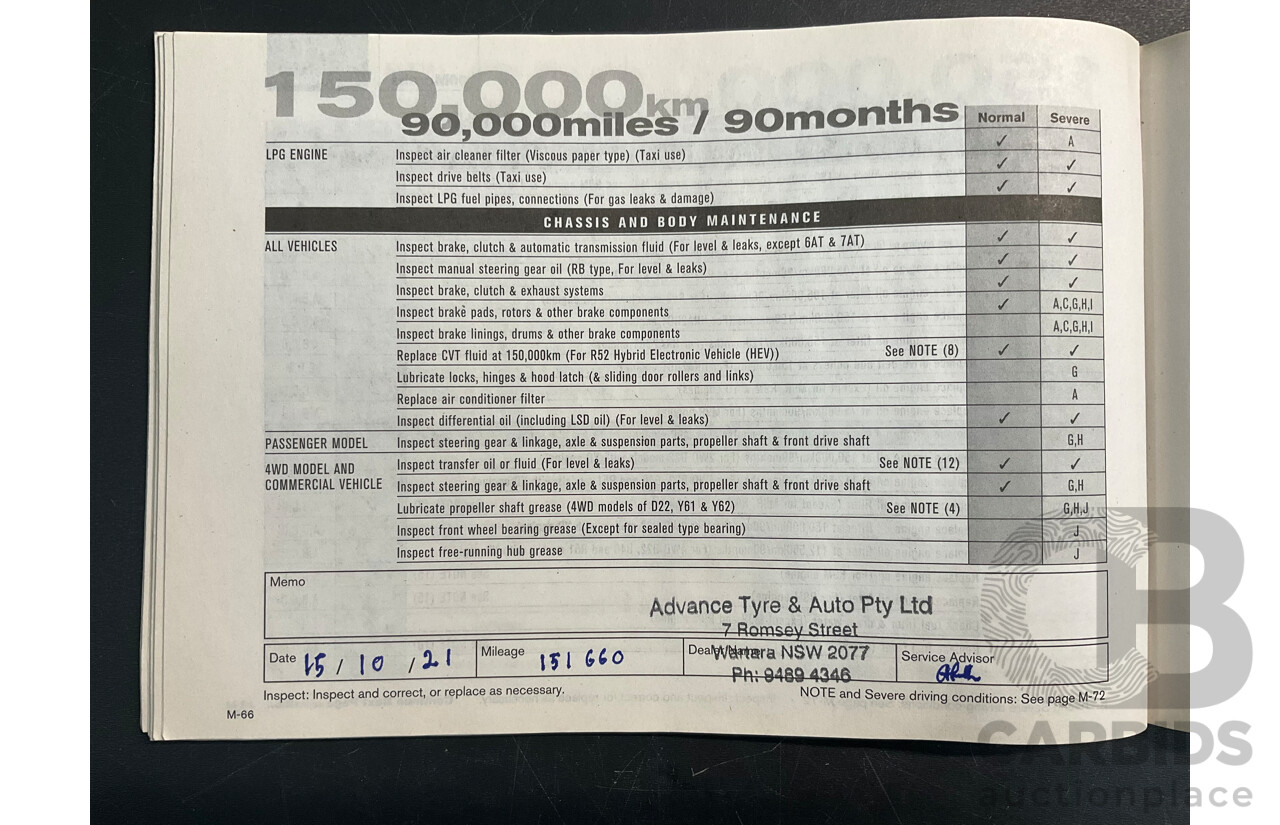 150,000km
90,000miles / 90months
Normal Severe
LPG ENGINE Inspect air cleaner filter (Viscous paper type) (Taxi use) ✓ A
Inspect drive belts (Taxi use) ✓ ✓
Inspect LPG fuel pipes, connections (For gas leaks & damage) ✓ ✓
CHASSIS AND BODY MAINTENANCE
ALL VEHICLES Inspect brake, clutch & automatic transmission fluid (For level & leaks, except 6AT & 7AT) ✓ ✓
Inspect manual steering gear oil (RB type, For level & leaks) ✓ ✓
Inspect brake, clutch & exhaust systems ✓ ✓
Inspect brake pads, rotors & other brake components ✓ A,C,G,H,I
Inspect brake linings, drums & other brake components A,C,G,H,I
Replace CVT fluid at 150,000km (For R52 Hybrid Electronic Vehicle (HEV)) See NOTE (8) ✓ ✓
Lubricate locks, hinges & hood latch (& sliding door rollers and links) G
Replace air conditioner filter A
Inspect differential oil (including LSD oil) (For level & leaks) ✓ ✓
PASSENGER MODEL Inspect steering gear & linkage, axle & suspension parts, propeller shaft & front drive shaft G,H
4WD MODEL AND
COMMERCIAL VEHICLE
Inspect transfer oil or fluid (For level & leaks) See NOTE (12) ✓ ✓
Inspect steering gear & linkage, axle & suspension parts, propeller shaft & front drive shaft ✓ G,H
Lubricate propeller shaft grease (4WD models of D22, Y61 & Y62) See NOTE (4) G,H,J
Inspect front wheel bearing grease (Except for sealed type bearing) J
Inspect free-running hub grease J
Memo
Advance Tyre & Auto Pty Ltd
7 Romsey Street
Waitara NSW 2077
Ph: 9489 4346
Date 15 / 10 / 21
Mileage 151 660
Dealer Name
Service Advisor
Inspect: Inspect and correct, or replace as necessary.
NOTE and Severe driving conditions: See page M-72
M-66
CB
CARBIDS
auctionplace